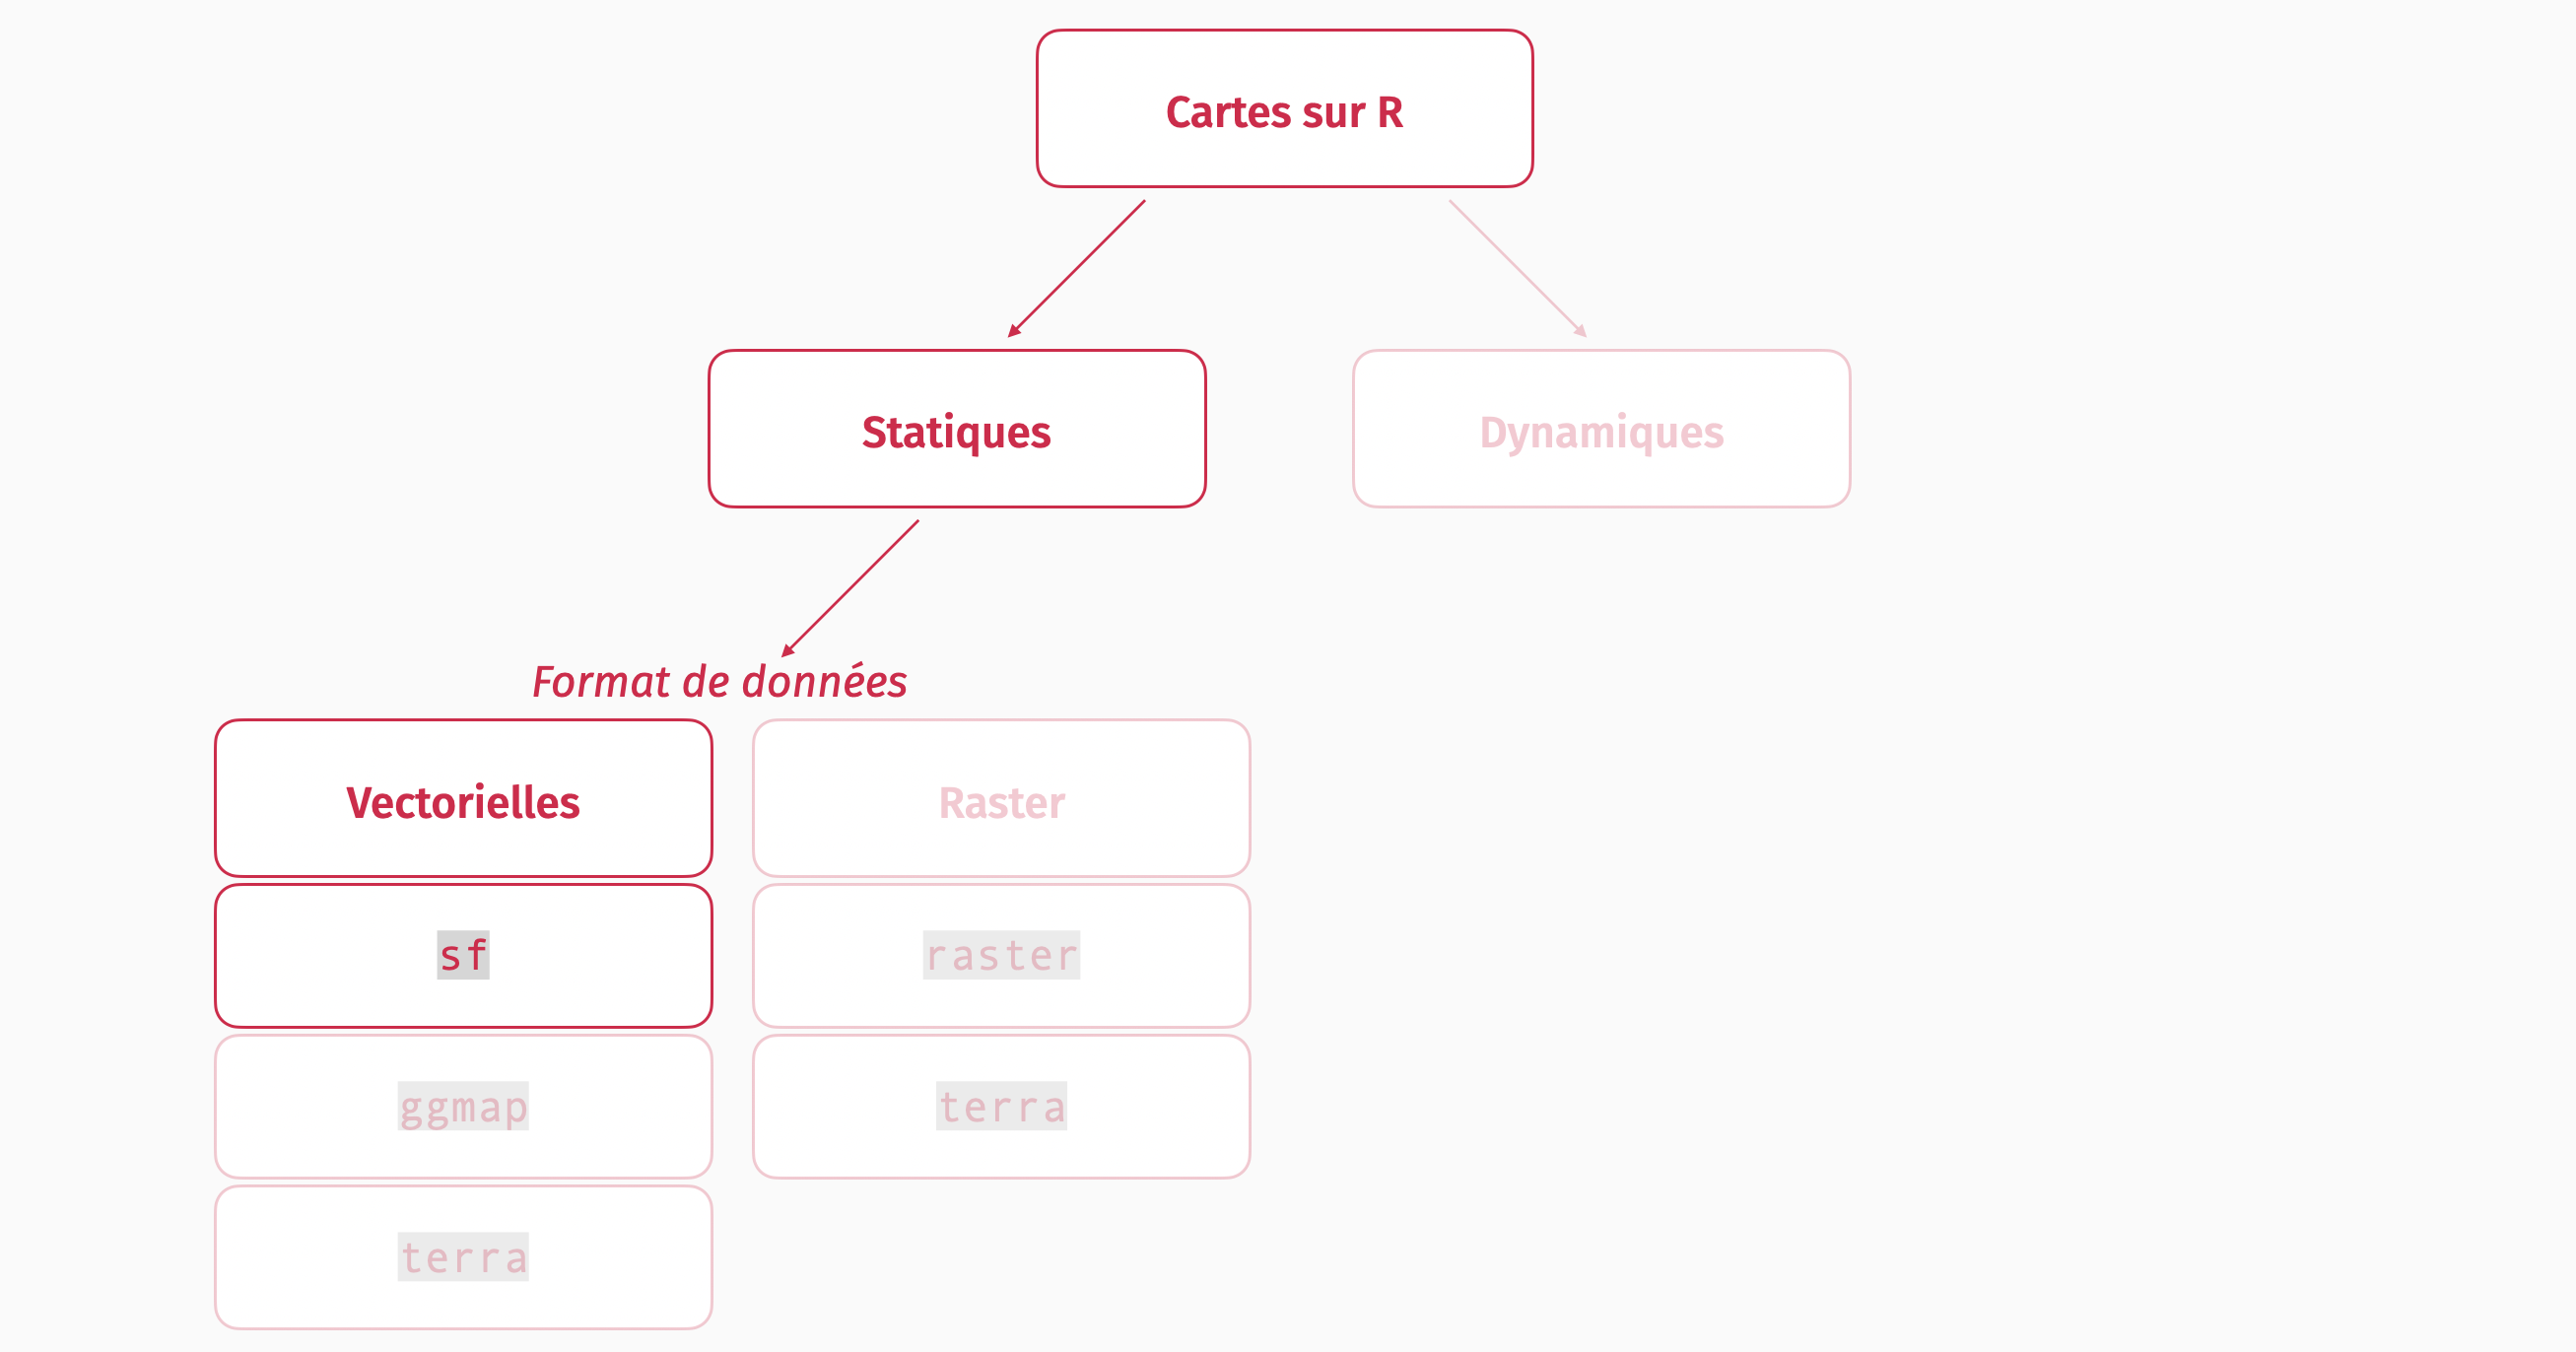 Cartes sur R
Statiques
Dynamiques
Format de données
Vectorielles
Raster
sf
raster
ggmap
terra
terra